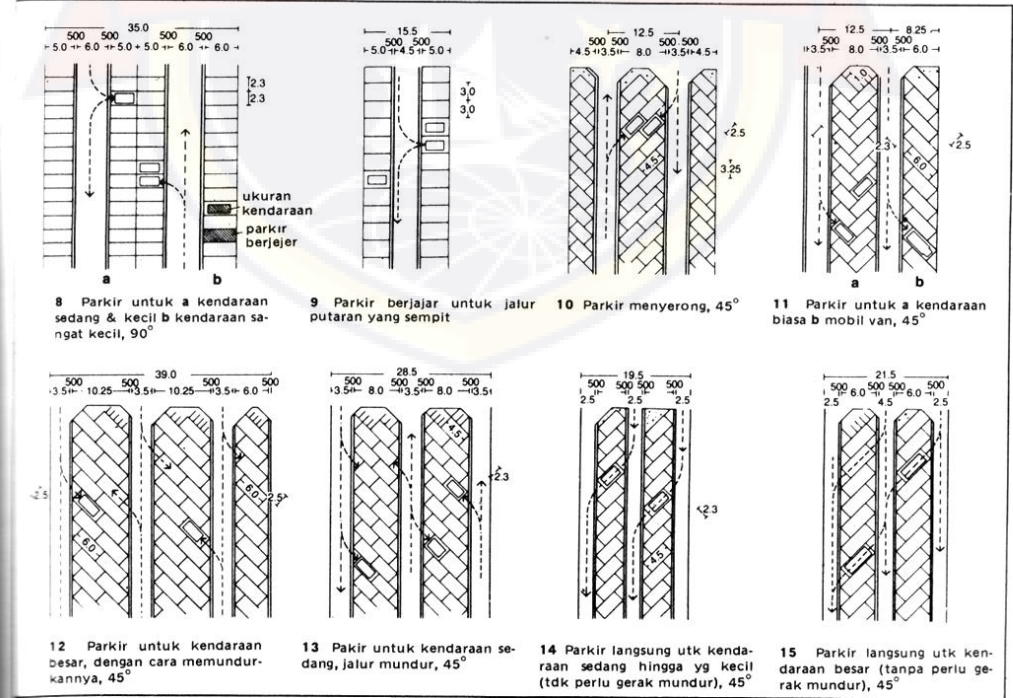 35.0
500 500 500 500
5.0 6.0 5.0 5.0 6.0 6.0
2.3
2.3
ukuran
kendaraan
parkir
berjejer
a b
8 Parkir untuk a kendaraan
sedang & kecil b kendaraan sa-
ngat kecil, 90°
15.5
500 500
5.0 4.5 5.0
3.0
3.0
9 Parkir berjajar untuk jalur
putaran yang sempit
12.5
500 500 500 500
4.5 3.5 8.0 3.5 4.5
2.5
4.5
3.25
10 Parkir menyerong, 45°
12.5 8.25
500 500 500
3.5 8.0 3.5 6.0
1.0
2.3
2.5
6.0
a b
11 Parkir untuk a kendaraan
biasa b mobil van, 45°
39.0
500 500 500 500
3.5 10.25 3.5 10.25 3.5 6.0
6.0 2.5
6.0
12 Parkir untuk kendaraan
besar, dengan cara memundur-
kannya, 45°
28.5
500 500 500 500
3.5 8.0 3.5 8.0 3.5
4.5
2.3
13 Pakir untuk kendaraan se-
dang, jalur mundur, 45°
19.5
500 500 500 500
2.5 2.5 2.5
2.3
4.5
14 Parkir langsung utk kenda-
raan sedang hingga yg kecil
(tdk perlu gerak mundur), 45°
21.5
500 500 500
2.5 6.0 4.5 6.0 2.5
15 Parkir langsung utk ken-
daraan besar (tanpa perlu ge-
rak mundur), 45°